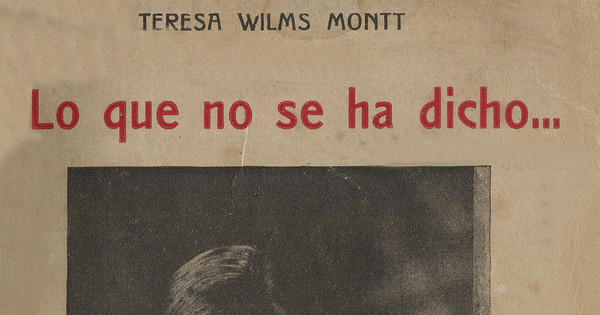 TERESA WILMS MONTT
Lo que no se ha dicho...